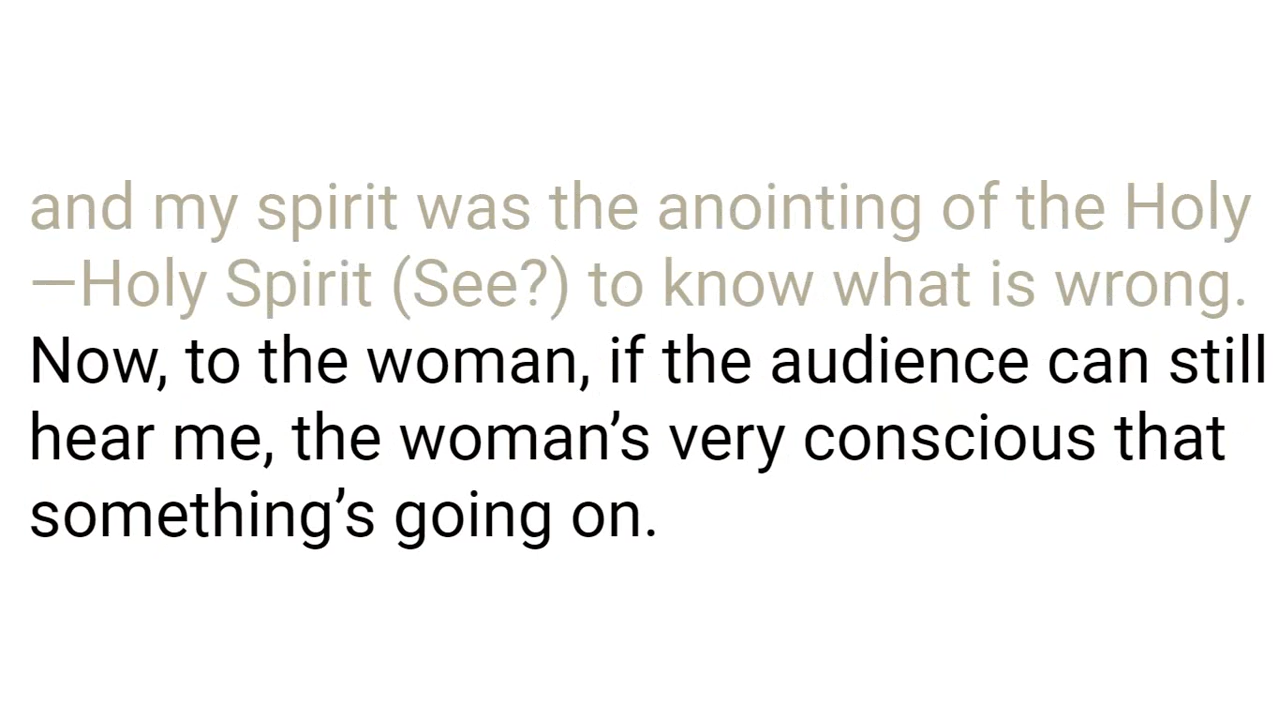 and my spirit was the anointing of the Holy
—Holy Spirit (See?) to know what is wrong.
Now, to the woman, if the audience can still
hear me, the woman’s very conscious that
something’s going on.